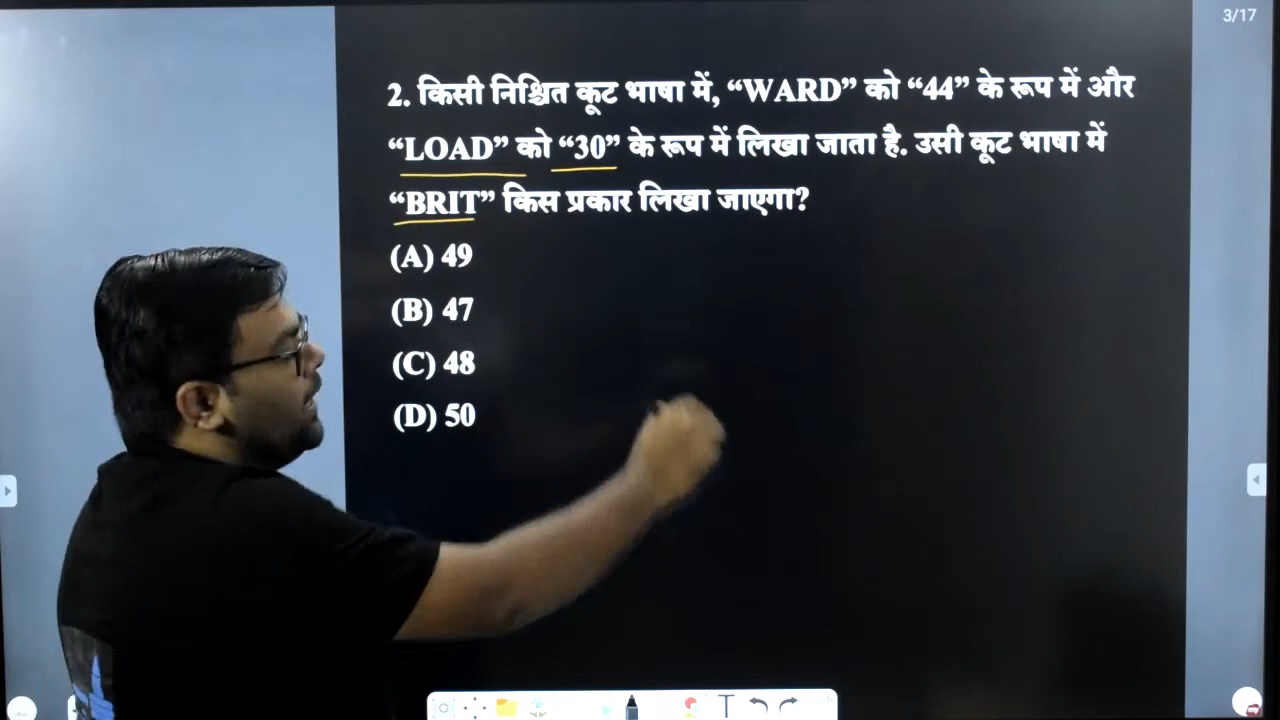 3/17
2. किसी निश्चित कूट भाषा में, “WARD” को “44” के रूप में और
“LOAD” को “30” के रूप में लिखा जाता है. उसी कूट भाषा में
“BRIT” किस प्रकार लिखा जाएगा?
(A) 49
(B) 47
(C) 48
(D) 50
T